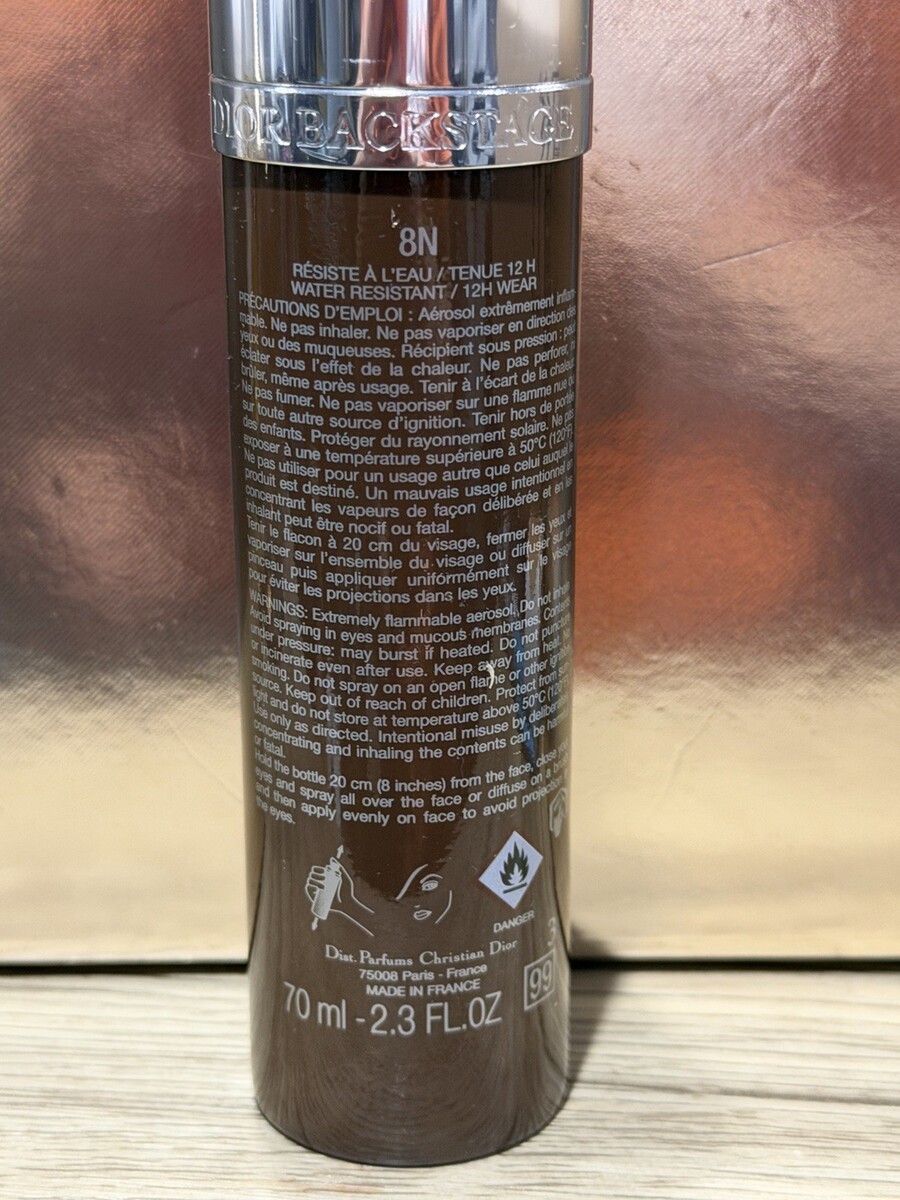 DIOR BACKSTAGE
8N
RÉSISTE À L'EAU / TENUE 12 H
WATER RESISTANT / 12H WEAR
PRÉCAUTIONS D'EMPLOI : Aérosol extrêmement inflam-
mable. Ne pas inhaler. Ne pas vaporiser en direction des
yeux ou des muqueuses. Récipient sous pression : peut
éclater sous l'effet de la chaleur. Ne pas perforer,
brûler, même après usage. Tenir à l'écart de la chaleur
Ne pas fumer. Ne pas vaporiser sur une flamme nue ou
sur toute autre source d'ignition. Tenir hors de portée
des enfants. Protéger du rayonnement solaire. Ne pas
exposer à une température supérieure à 50°C (120°F)
Ne pas utiliser pour un usage autre que celui auquel le
produit est destiné. Un mauvais usage intentionnel en
concentrant les vapeurs de façon délibérée et en les
inhalant peut être nocif ou fatal.
Tenir le flacon à 20 cm du visage, fermer les yeux et
vaporiser sur l'ensemble du visage ou diffuser sur un
pinceau puis appliquer uniformément sur le visage
pour éviter les projections dans les yeux.
WARNINGS: Extremely flammable aerosol. Do not inhale
Avoid spraying in eyes and mucous membranes. Contents
under pressure: may burst if heated. Do not puncture
or incinerate even after use. Keep away from heat. No
smoking. Do not spray on an open flame or other ignition
source. Keep out of reach of children. Protect from sun
light and do not store at temperature above 50°C (120°
Use only as directed. Intentional misuse by deliberately
concentrating and inhaling the contents can be harmful
or fatal.
Hold the bottle 20 cm (8 inches) from the face, close your
eyes and spray all over the face or diffuse on a brush
and then apply evenly on face to avoid projection
the eyes.
DANGER
Dist. Parfums Christian Dior
75008 Paris - France
MADE IN FRANCE
3
99
70 ml - 2.3 FL.OZ